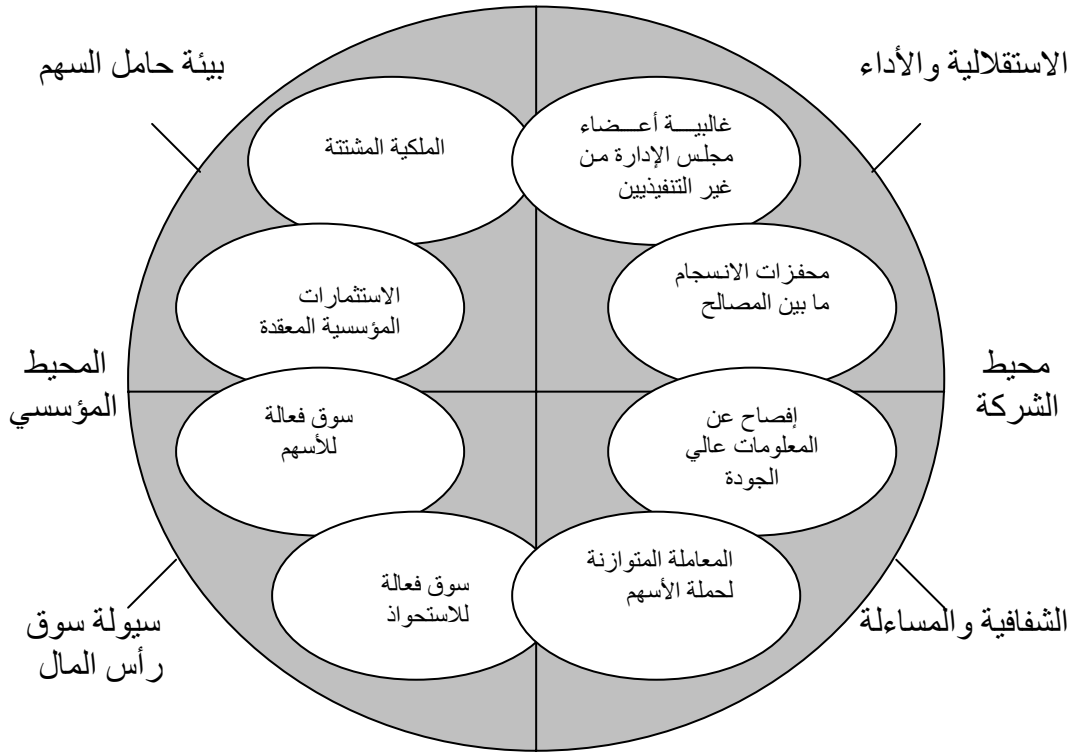 الاستقلالية والأداء
بيئة حامل السهم
غالبيـــة أعـــضاء
مجلس الإدارة من
غير التنفيذيين
الملكية المشتتة
محفزات الانسجام
ما بين المصالح
الاستثمارات
المؤسسية المعقدة
محيط
الشركة
المحيط
المؤسسي
إفصاح عن
المعلومات عالي
الجودة
سوق فعالة
للأسهم
المعاملة المتوازنة
لحملة الأسهم
سوق فعالة
للاستحواذ
الشفافية والمساءلة
سيولة سوق
رأس المال